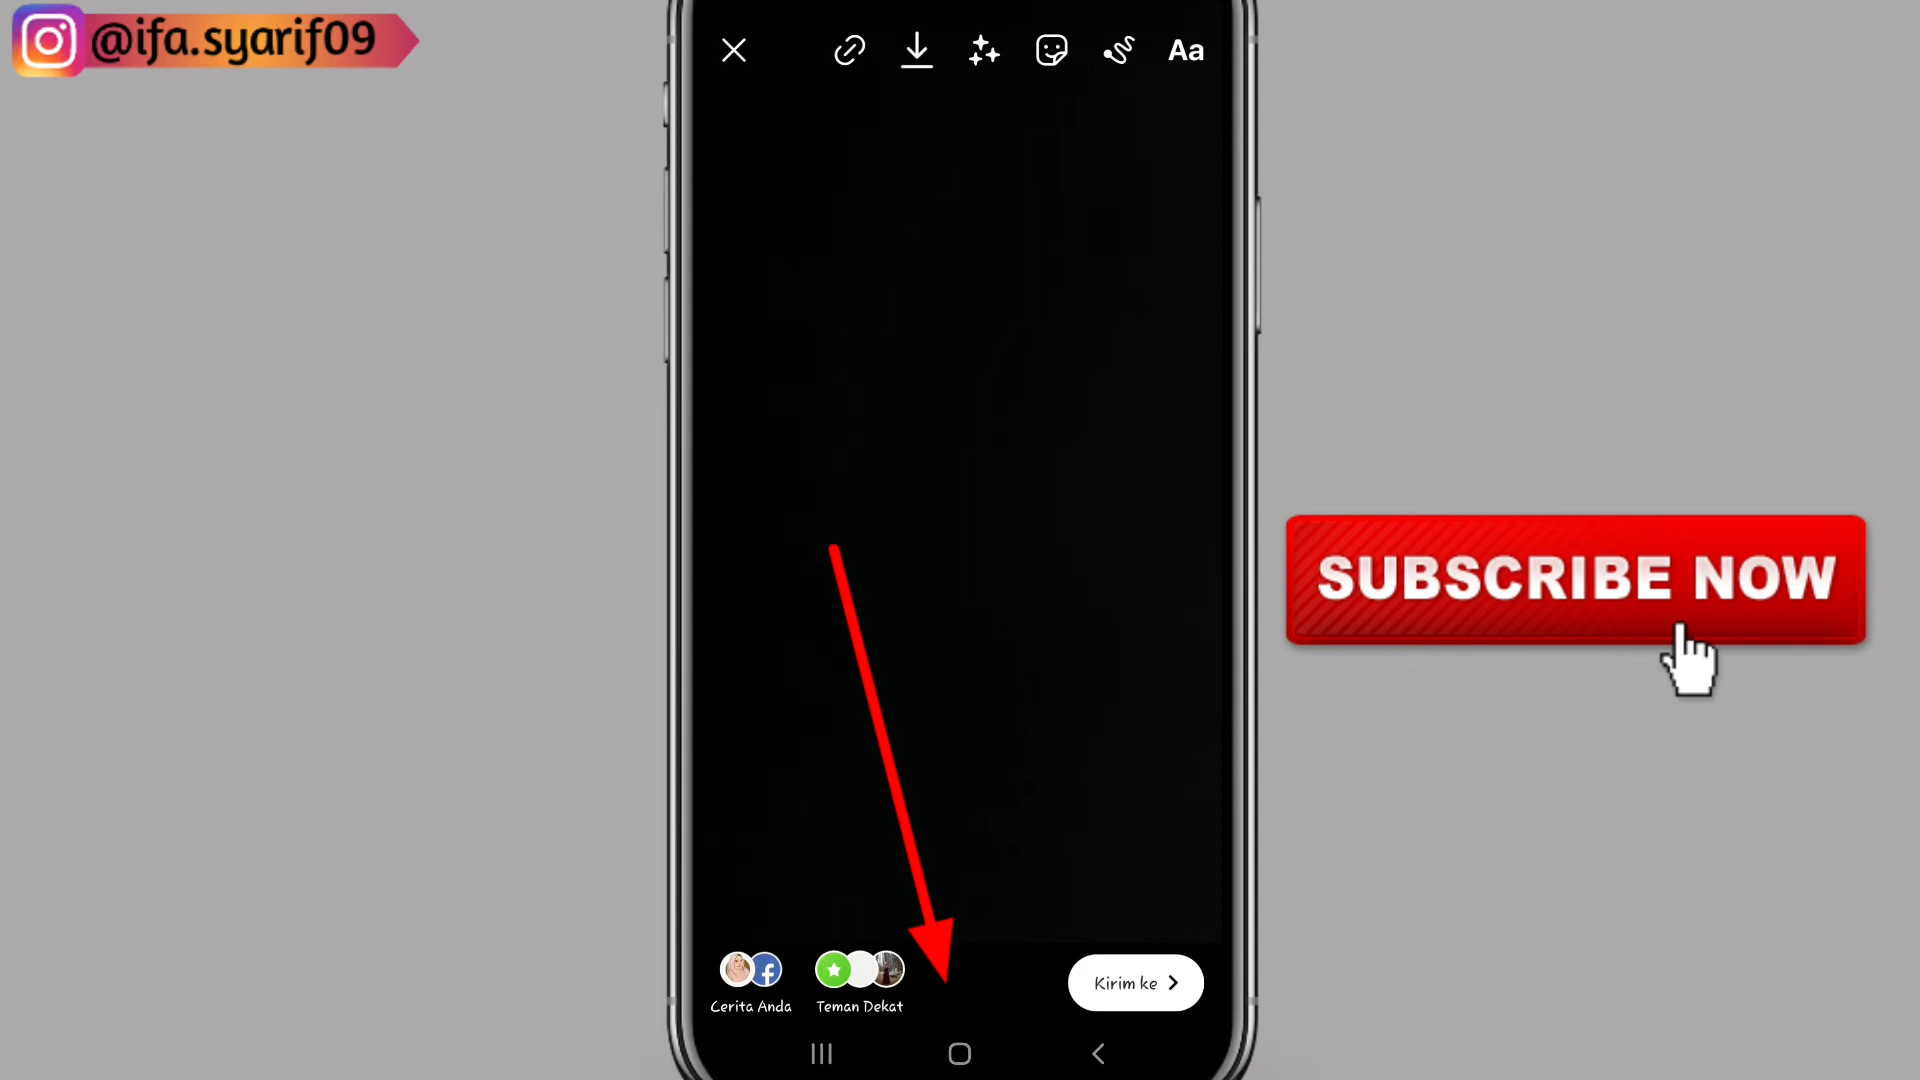 @ifa.syarif09
Aa
SUBSCRIBE NOW
Cerita Anda
Teman Dekat
Kirim ke